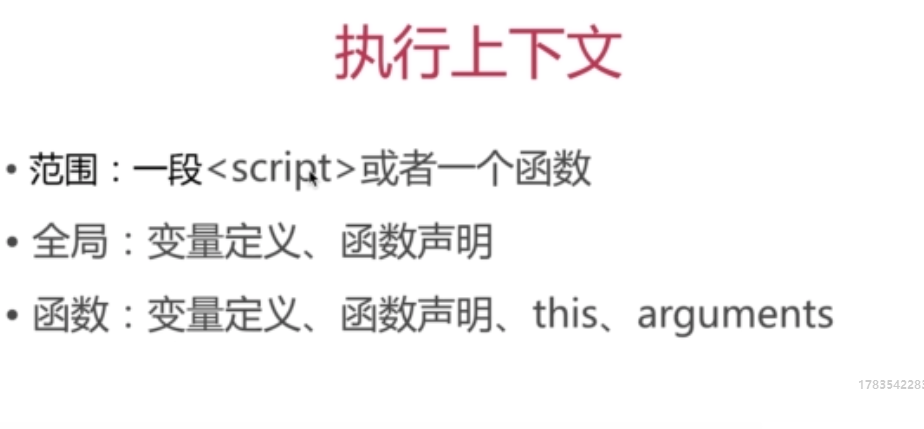 执行上下文
• 范围：一段<script>或者一个函数
• 全局：变量定义、函数声明
• 函数：变量定义、函数声明、this、arguments